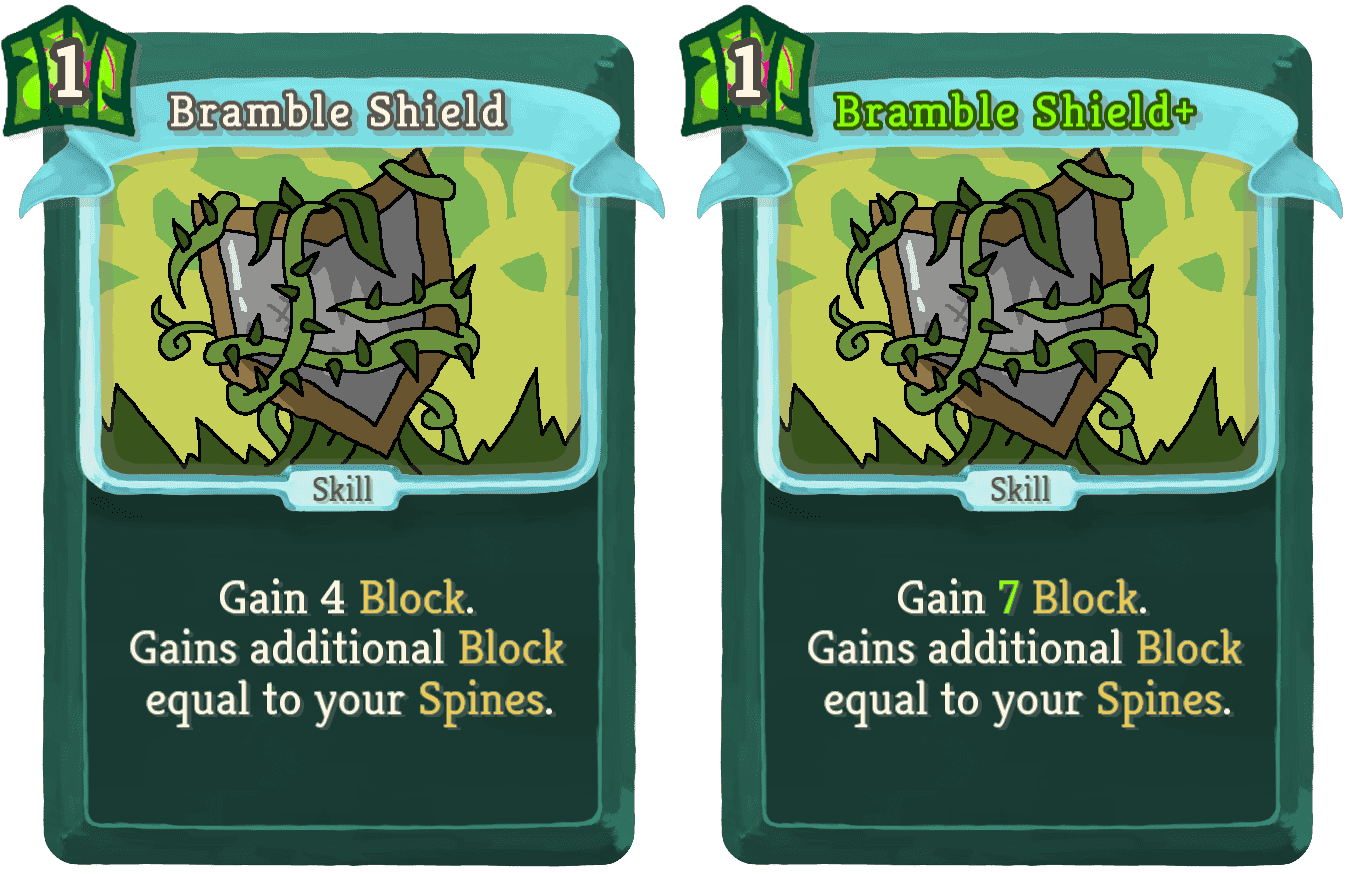 1
Bramble Shield
Skill
Gain 4 Block.
Gains additional Block
equal to your Spines.
1
Bramble Shield+
Skill
Gain 7 Block.
Gains additional Block
equal to your Spines.